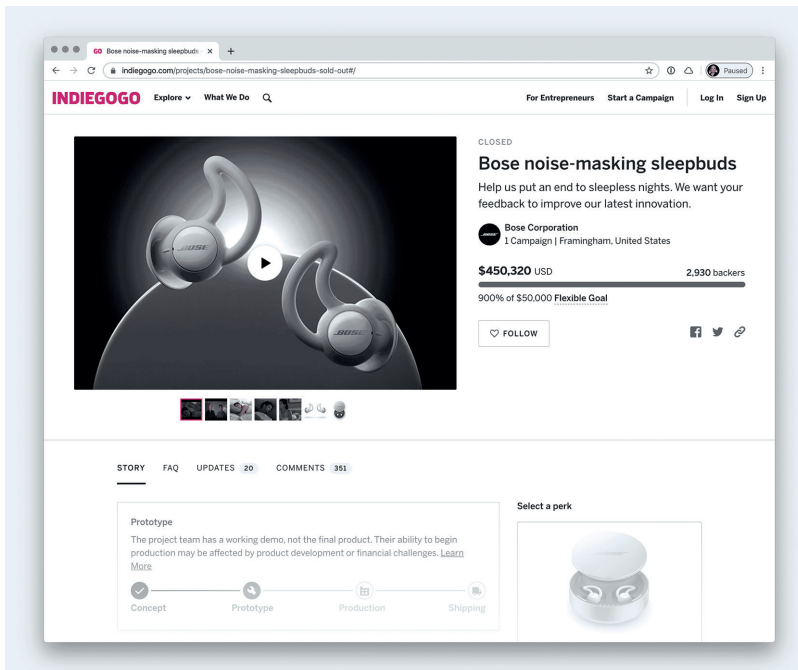 GO Bose noise-masking sleepbuds
indiegogo.com/projects/bose-noise-masking-sleepbuds-sold-out#/
Paused
INDIEGOGO Explore What We Do For Entrepreneurs Start a Campaign Log In Sign Up
CLOSED
Bose noise-masking sleepbuds
Help us put an end to sleepless nights. We want your
feedback to improve our latest innovation.
BOSE
BOSE
BOSE
Bose Corporation
1 Campaign | Framingham, United States
$450,320 USD 2,930 backers
900% of $50,000 Flexible Goal
FOLLOW
STORY FAQ UPDATES 20 COMMENTS 351
Select a perk
Prototype
The project team has a working demo, not the final product. Their ability to begin
production may be affected by product development or financial challenges. Learn
More
Concept Prototype Production Shipping